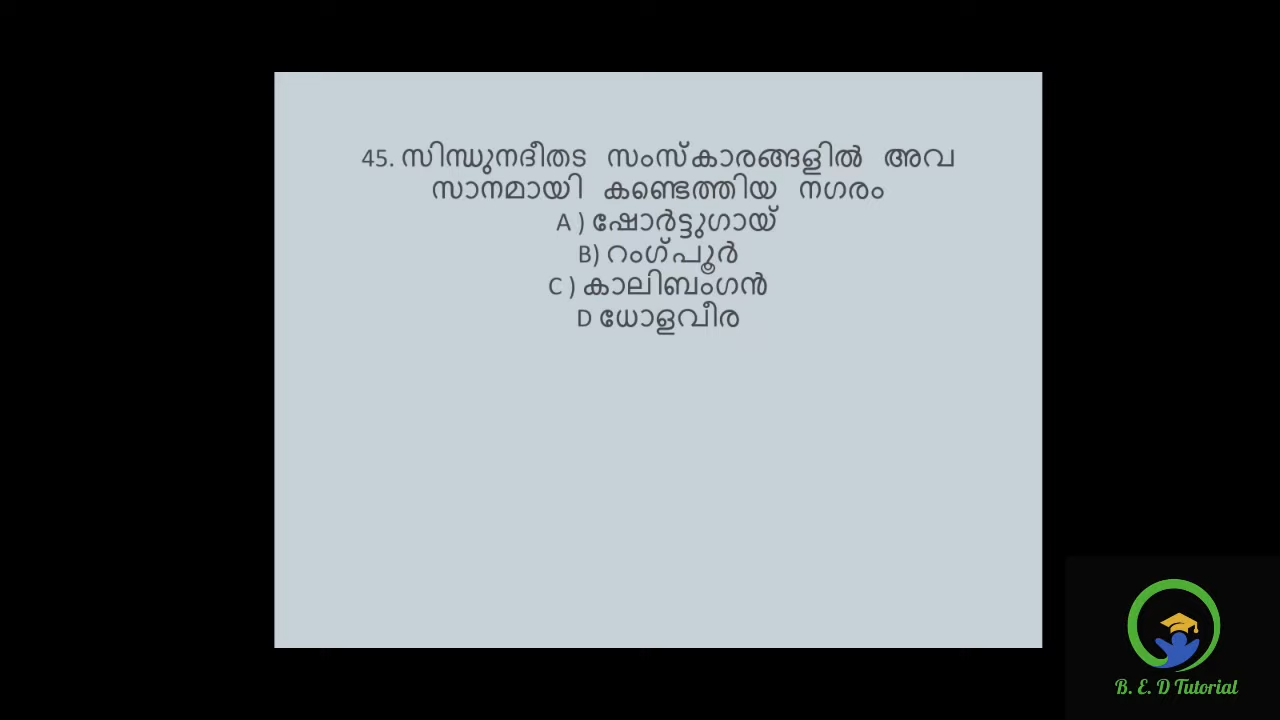 45. സിന്ധുനദീതട സംസ്കാരങ്ങളിൽ അവ
സാനമായി കണ്ടെത്തിയ നഗരം
A ) ഷോർട്ടുഗായ്
B) റംഗ്പൂർ
C ) കാലിബംഗൻ
D ധോളവീര
B. E. D Tutorial